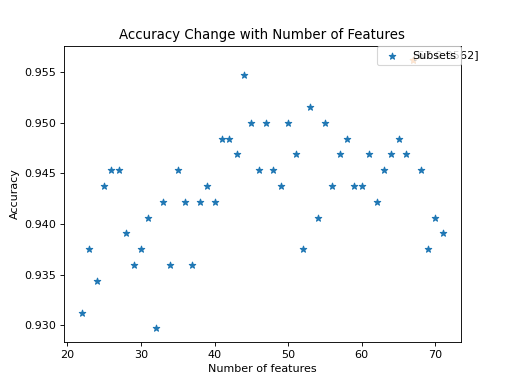 Accuracy Change with Number of Features
Subsets
62]
0.955
0.950
0.945
0.940
0.935
0.930
Accuracy
20 30 40 50 60 70
Number of features